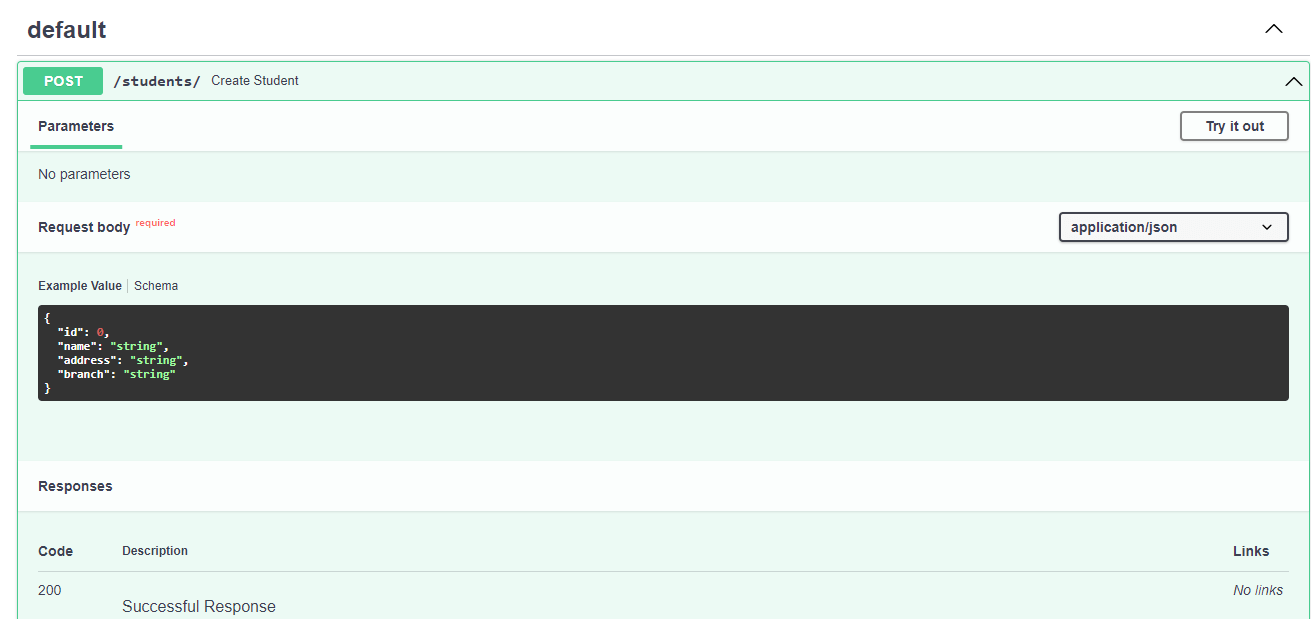 default
POST /students/ Create Student
Parameters
Try it out
No parameters
Request body required
application/json
Example Value Schema
{
  "id": 0,
  "name": "string",
  "address": "string",
  "branch": "string"
}
Responses
Code Description Links
200 No links
Successful Response